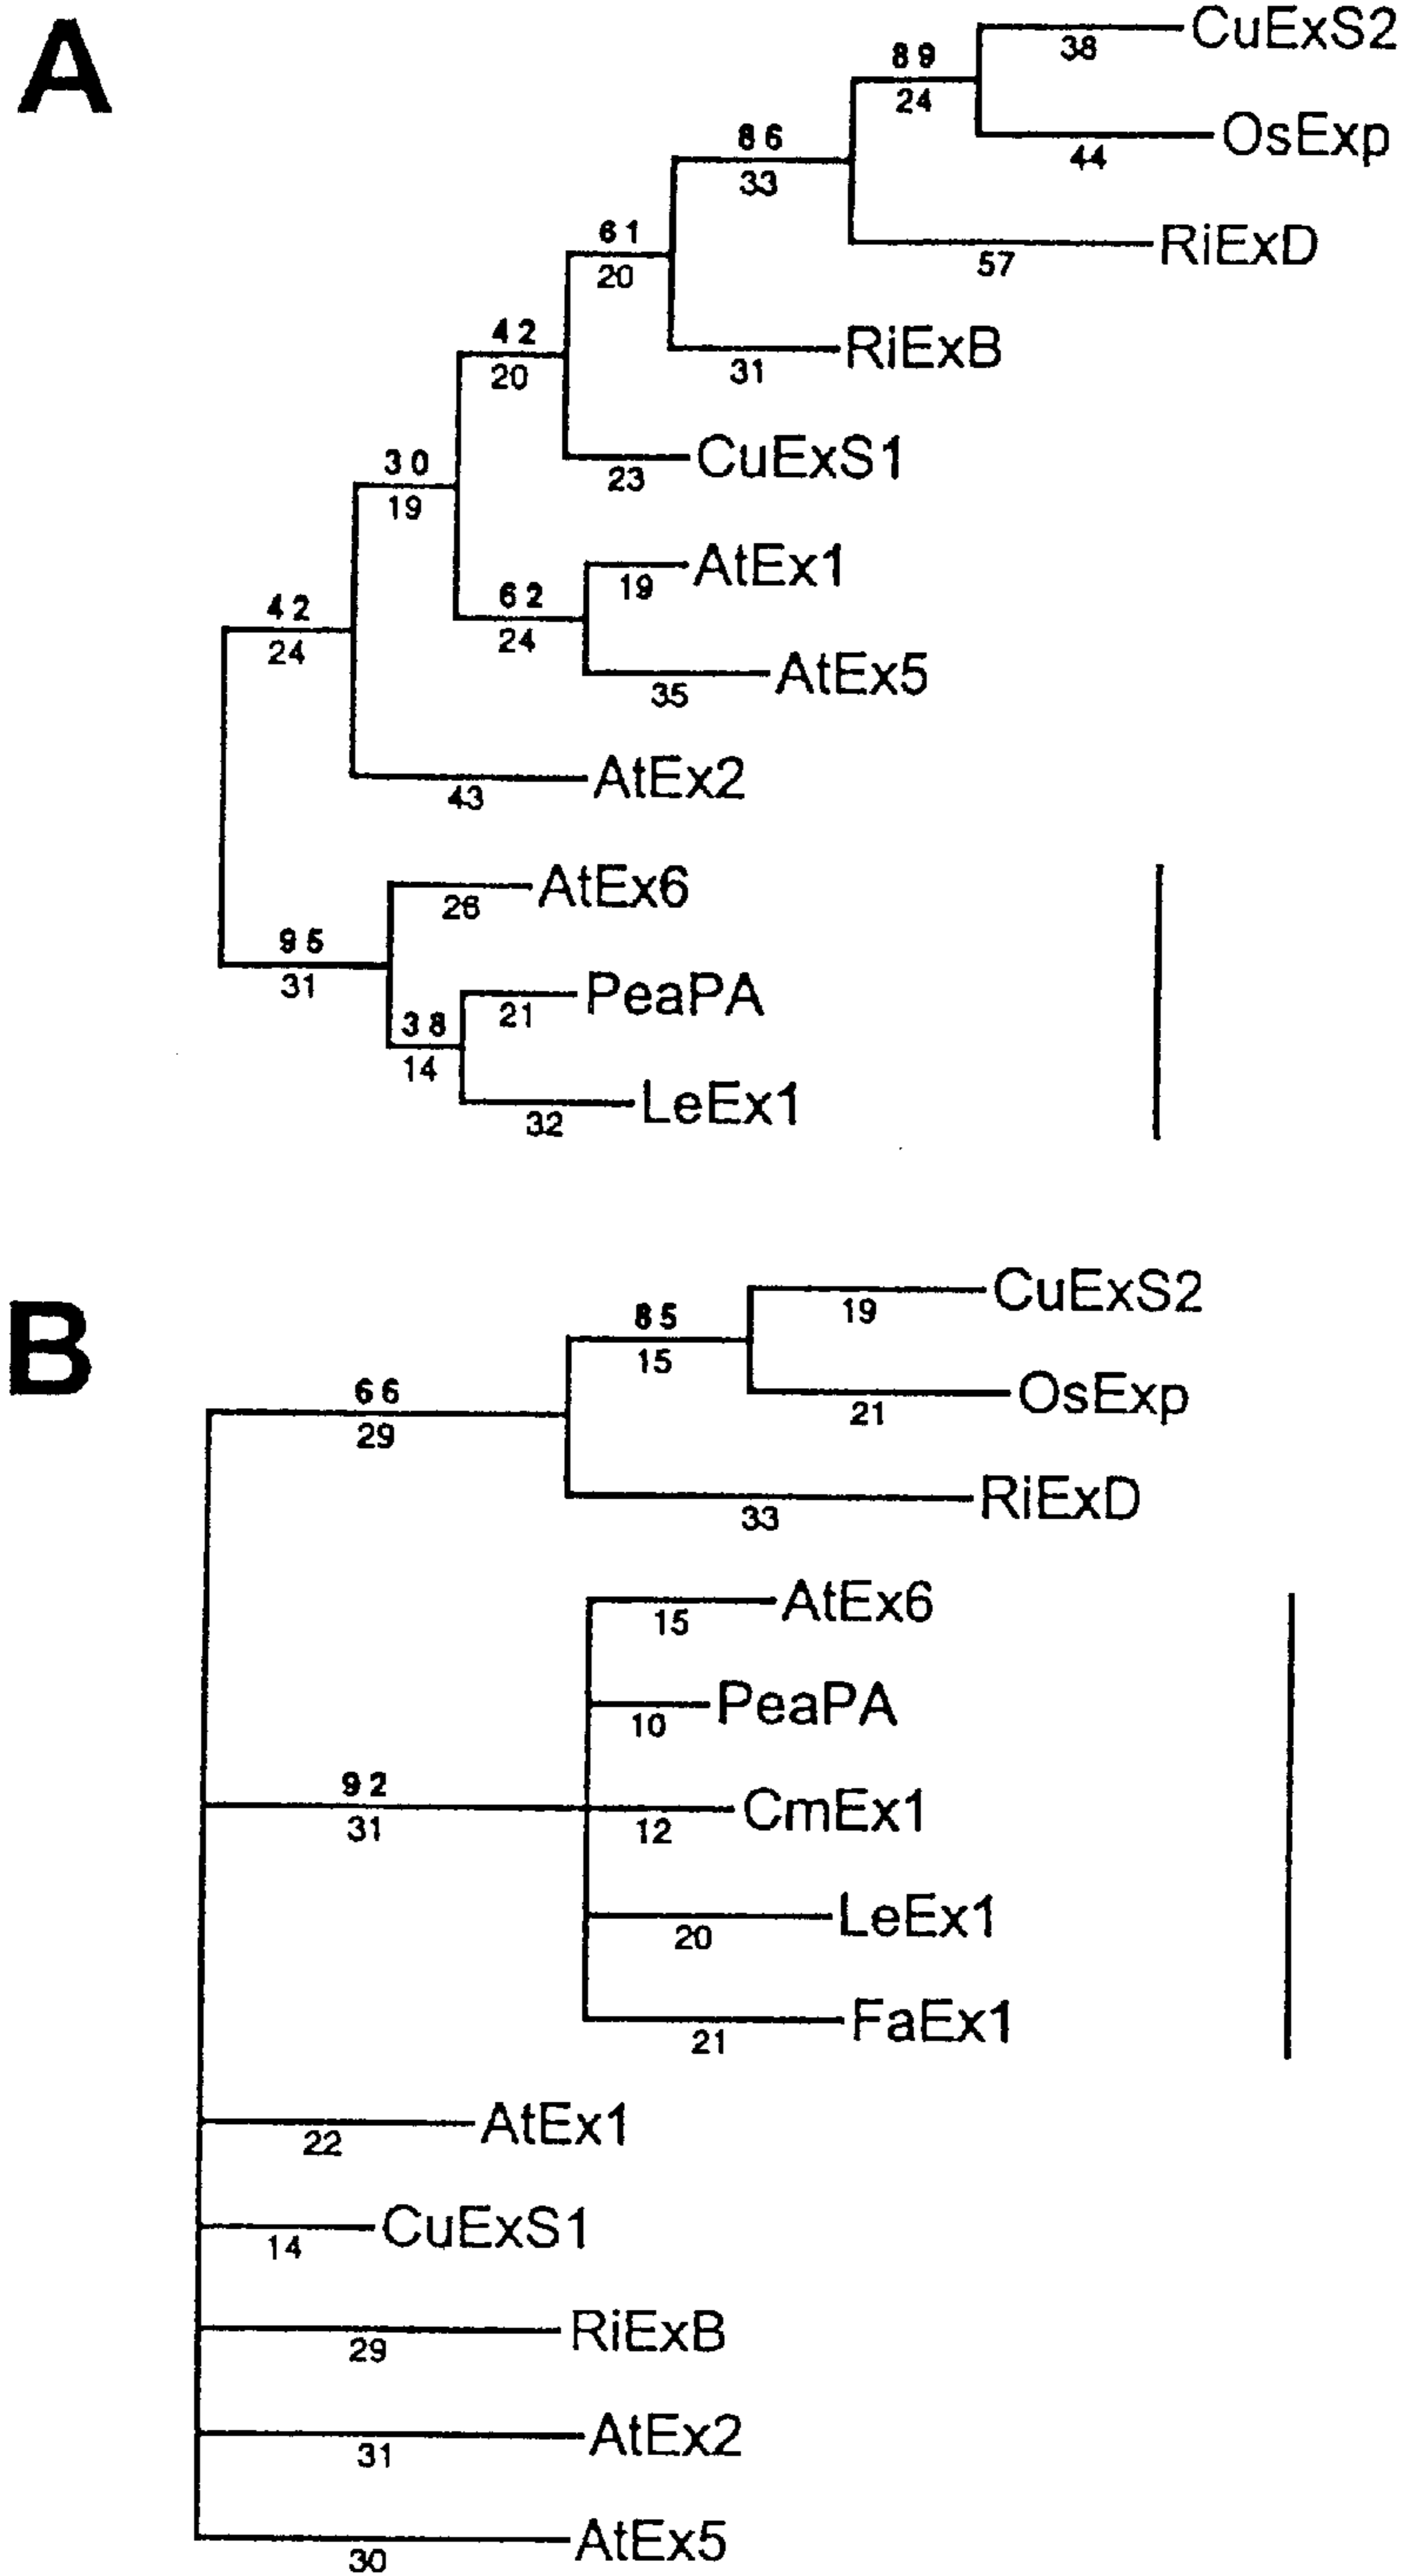 A
CuExS2
38
89
24
OsExp
44
86
33
RiExD
57
61
20
RiExB
31
42
20
CuExS1
23
30
19
AtEx1
19
62
24
AtEx5
35
42
24
AtEx2
43
AtEx6
26
95
31
PeaPA
21
38
14
LeEx1
32
B
CuExS2
19
85
15
OsExp
21
66
29
RiExD
33
AtEx6
15
PeaPA
10
92
31
CmEx1
12
LeEx1
20
FaEx1
21
AtEx1
22
CuExS1
14
RiExB
29
AtEx2
31
AtEx5
30